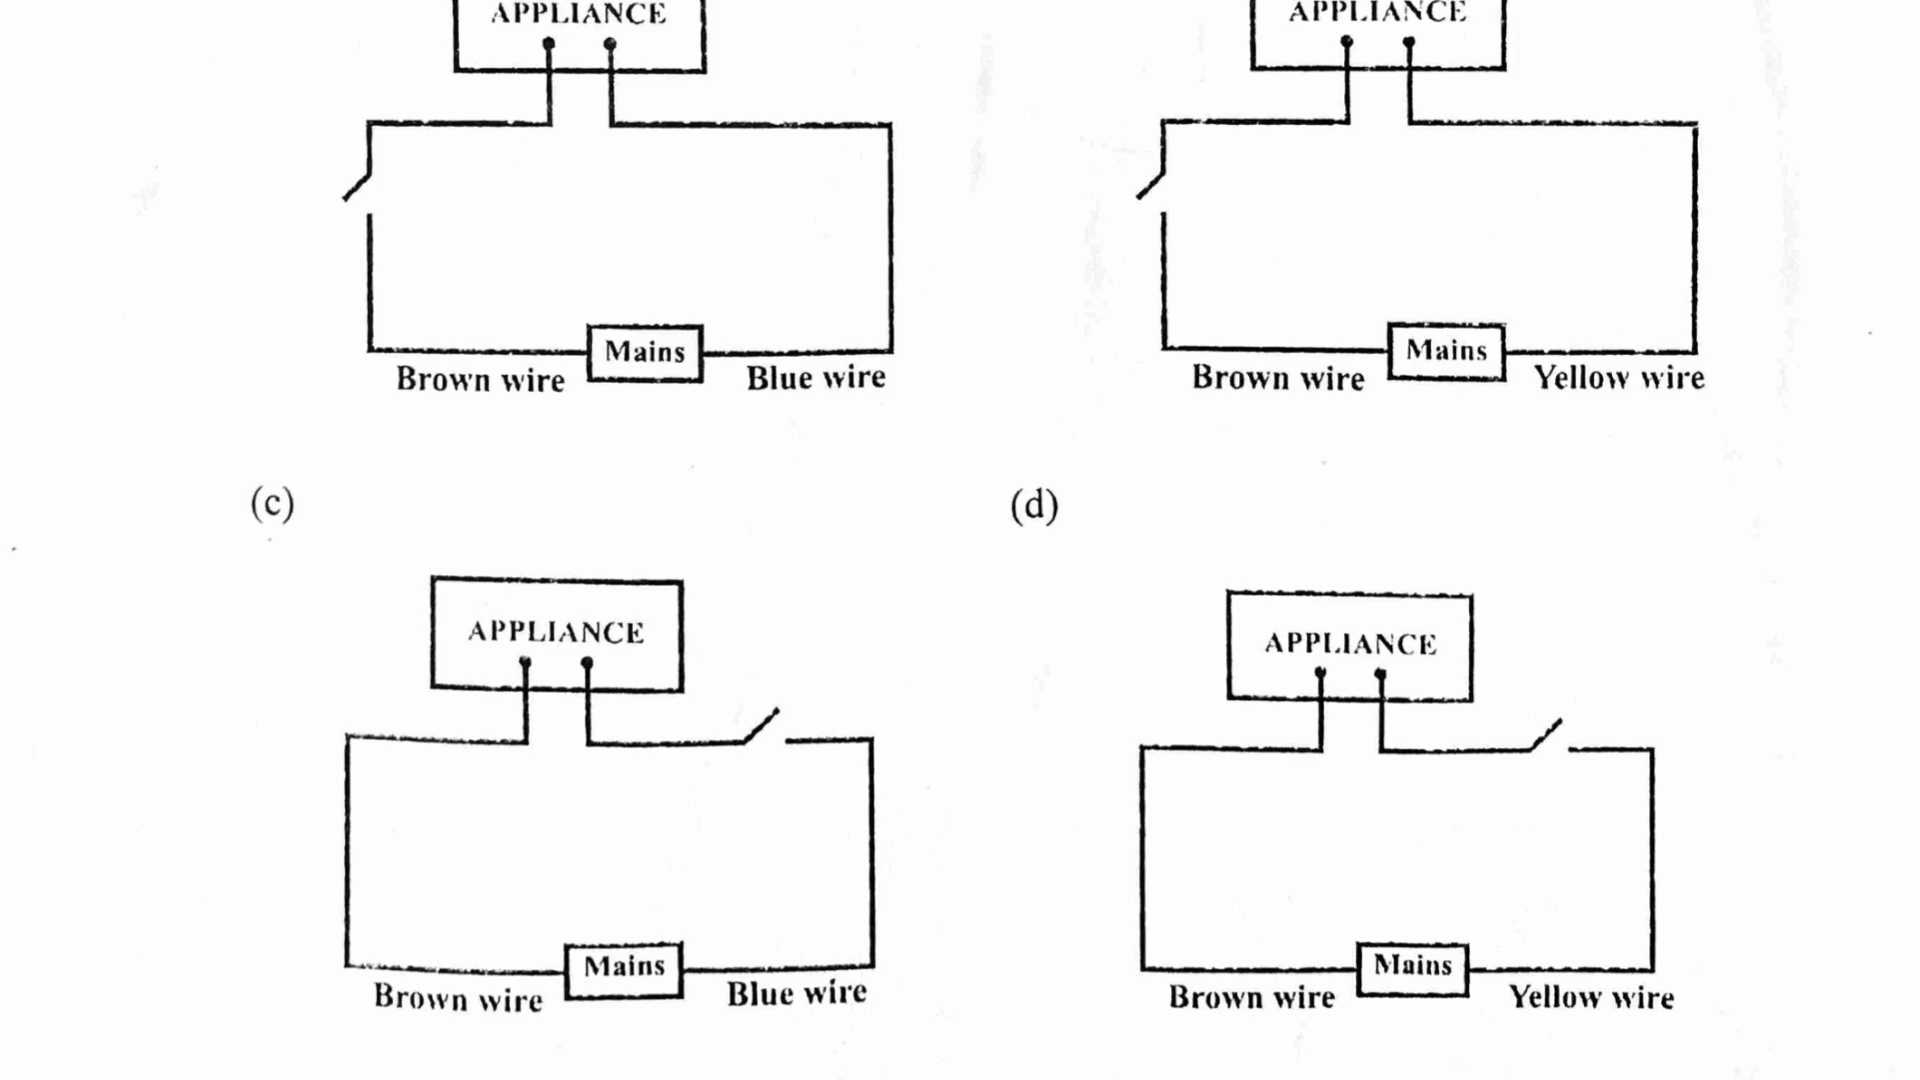 APPLIANCE APPLIANCE
Mains Mains
Brown wire Blue wire Brown wire Yellow wire
(c) (d)
APPLIANCE APPLIANCE
Mains Mains
Brown wire Blue wire Brown wire Yellow wire